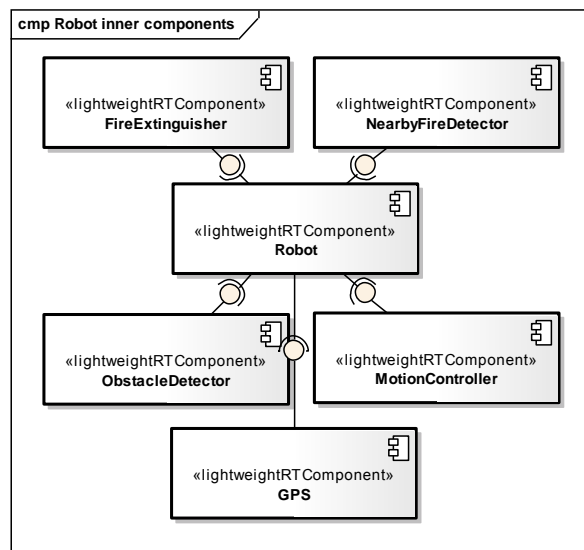 cmp Robot inner components
«lightweightRTComponent»
FireExtinguisher
«lightweightRTComponent»
NearbyFireDetector
«lightweightRTComponent»
Robot
«lightweightRTComponent»
ObstacleDetector
«lightweightRTComponent»
MotionController
«lightweightRTComponent»
GPS